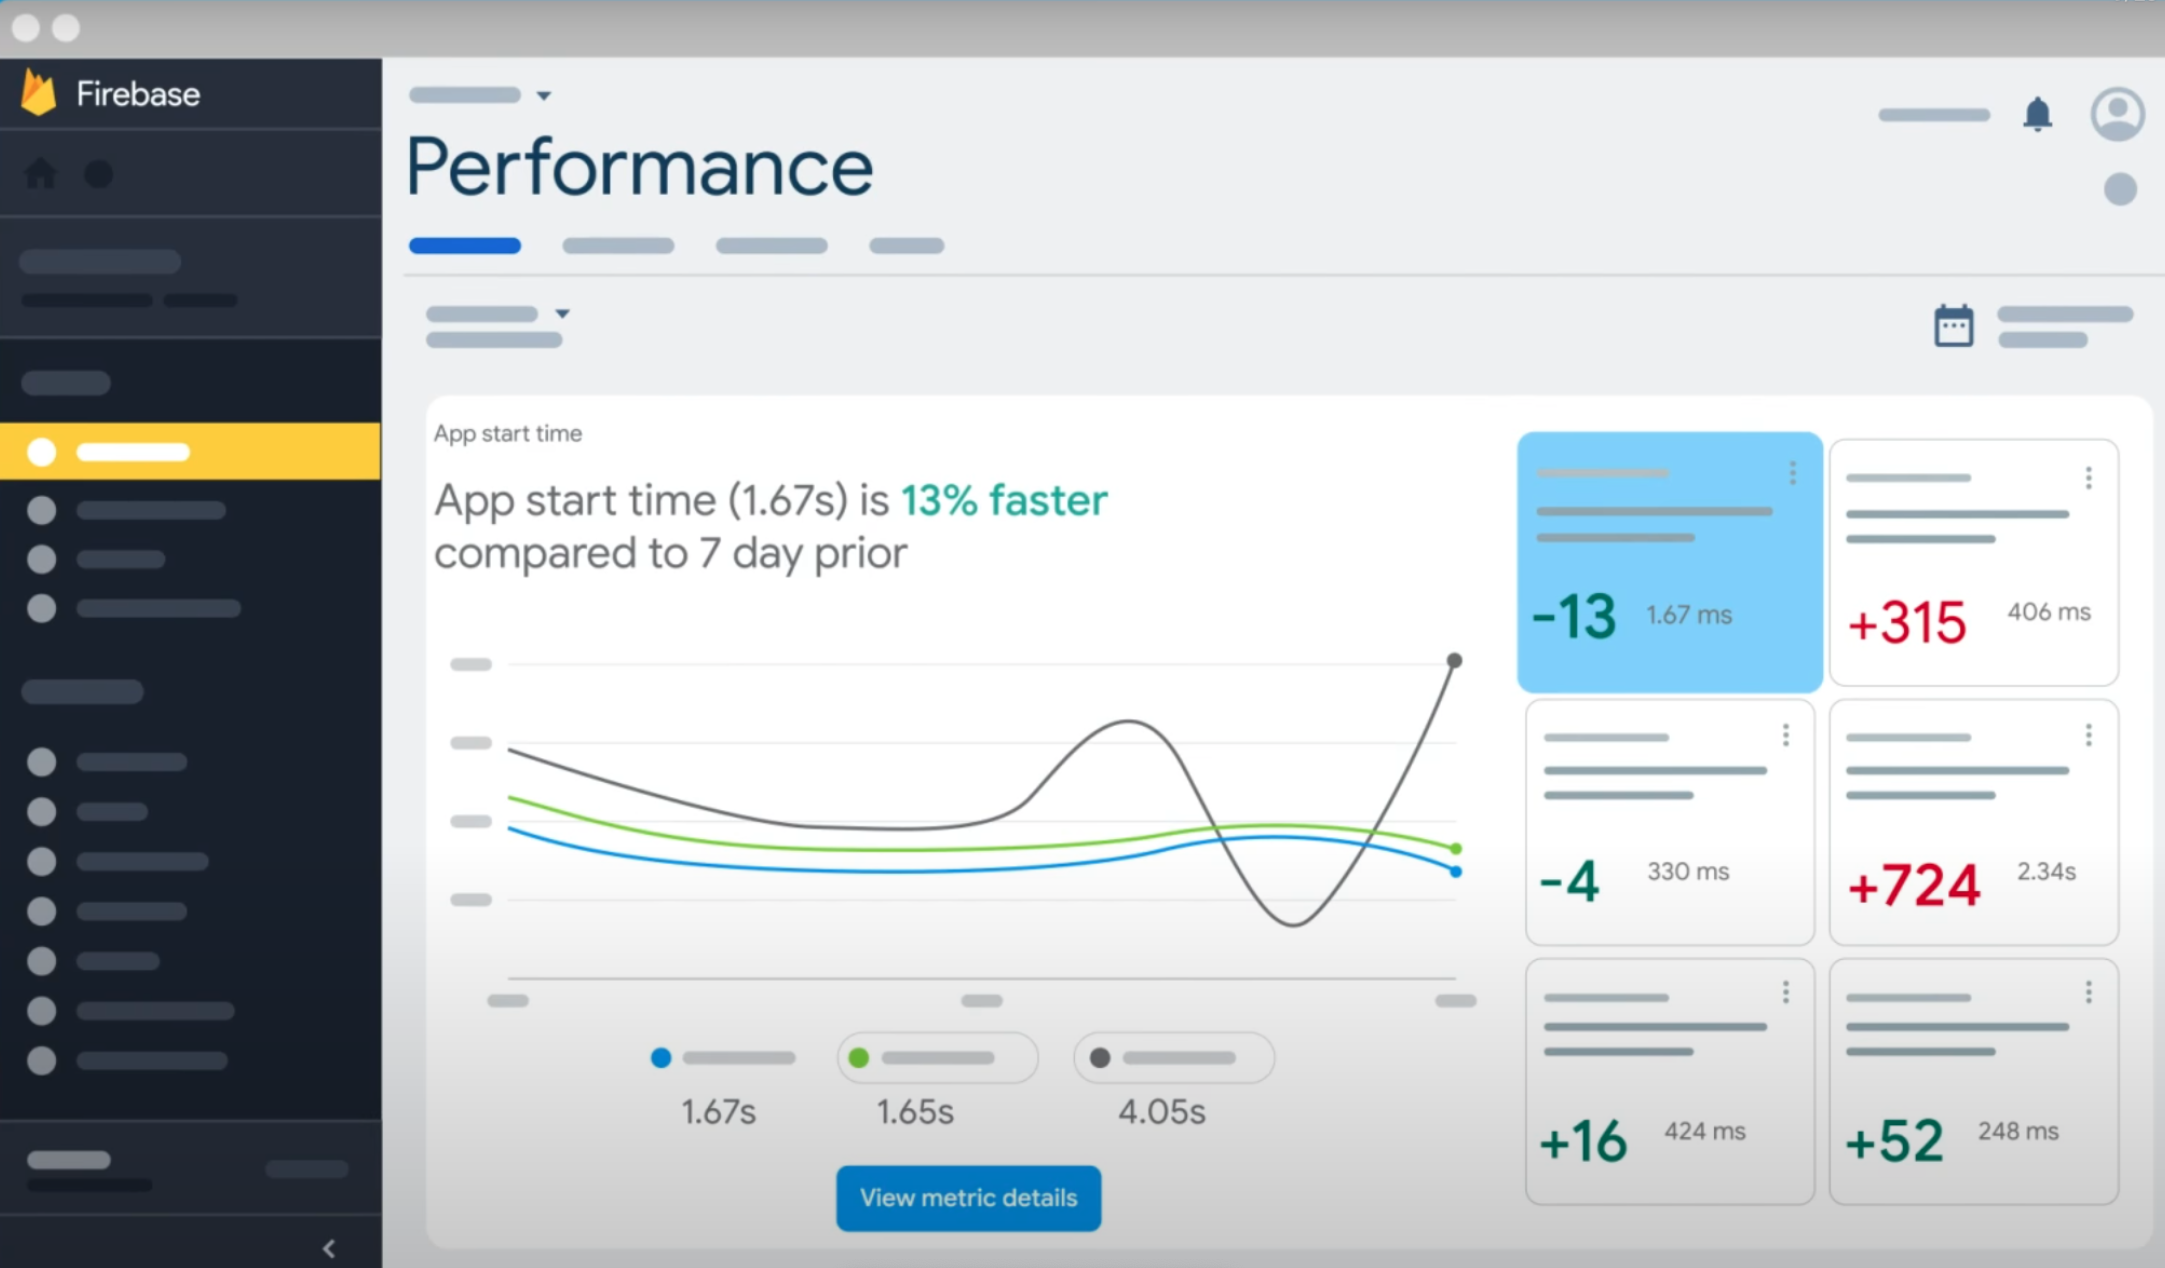 Firebase
Performance
App start time
App start time (1.67s) is 13% faster
compared to 7 day prior
-13 1.67 ms
+315 406 ms
-4 330 ms
+724 2.34s
+16 424 ms
+52 248 ms
1.67s
1.65s
4.05s
View metric details